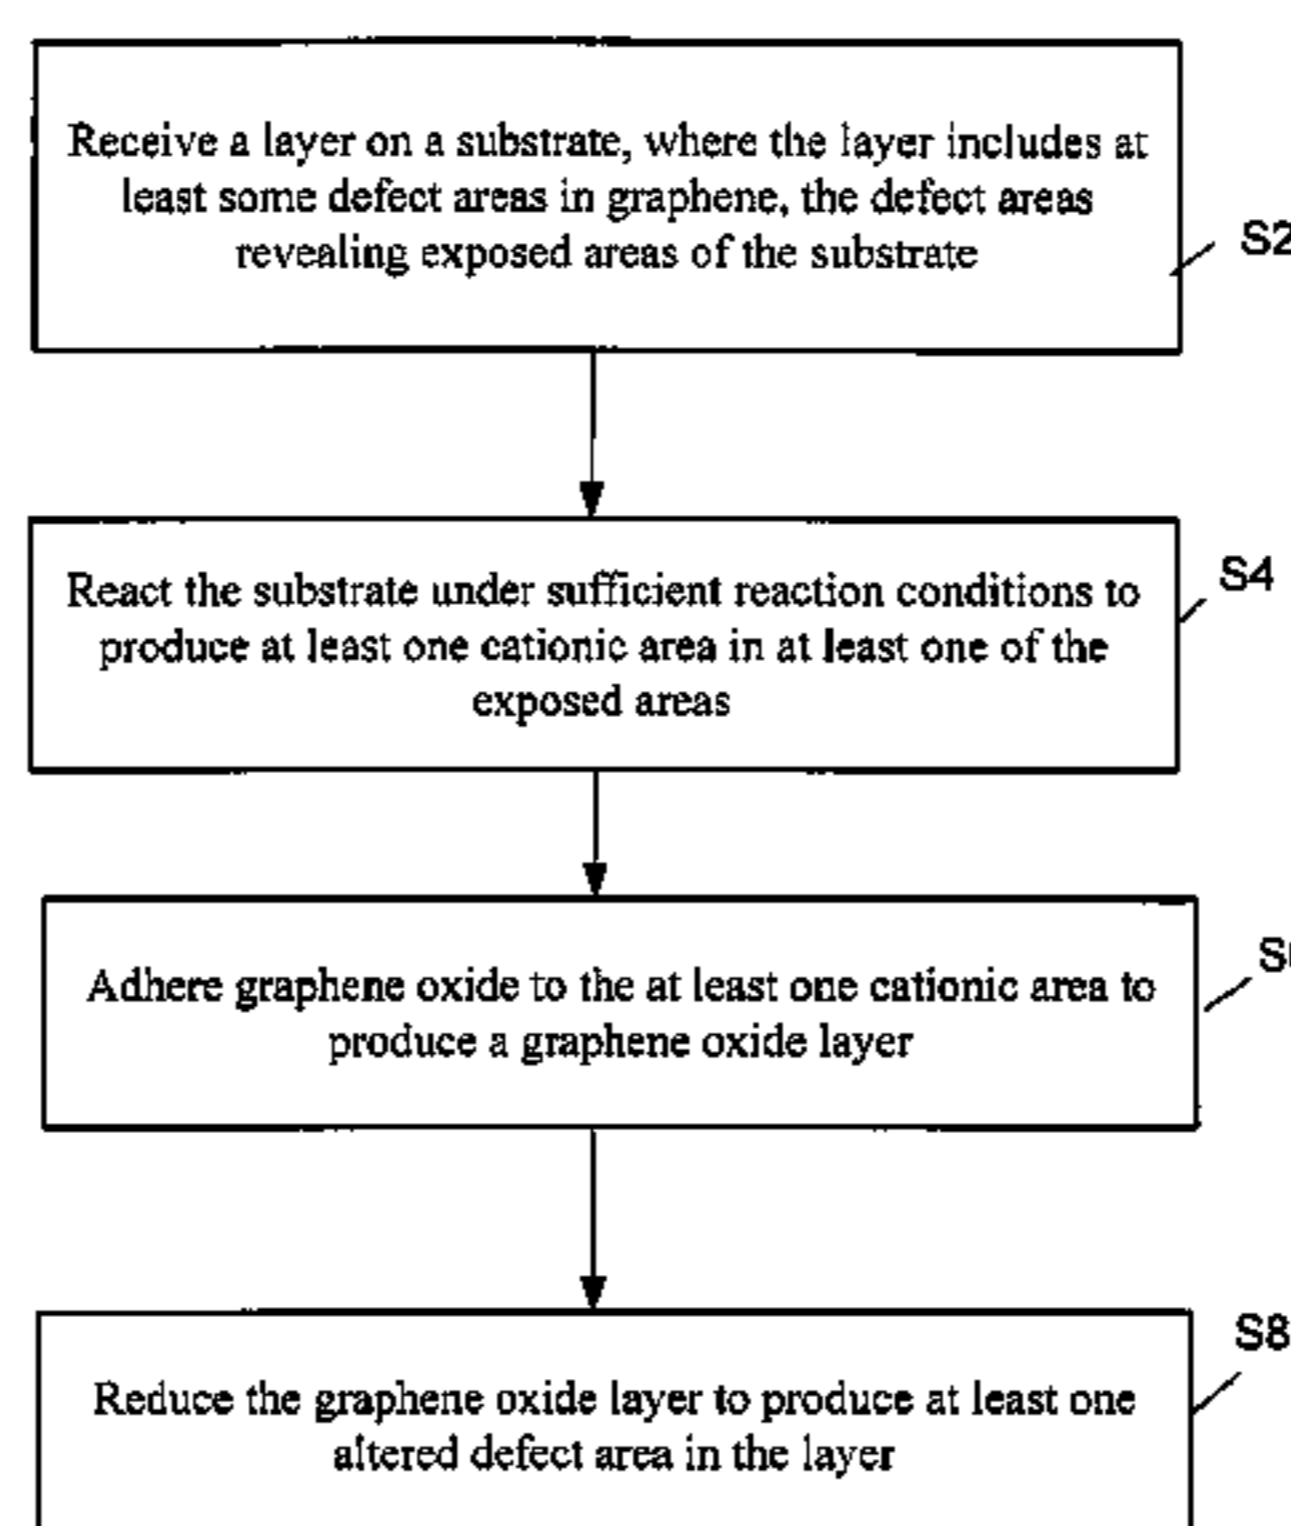 Receive a layer on a substrate, where the layer includes at
least some defect areas in graphene, the defect areas
revealing exposed areas of the substrate
S2
React the substrate under sufficient reaction conditions to
produce at least one cationic area in at least one of the
exposed areas
S4
Adhere graphene oxide to the at least one cationic area to
produce a graphene oxide layer
Reduce the graphene oxide layer to produce at least one
altered defect area in the layer
S8